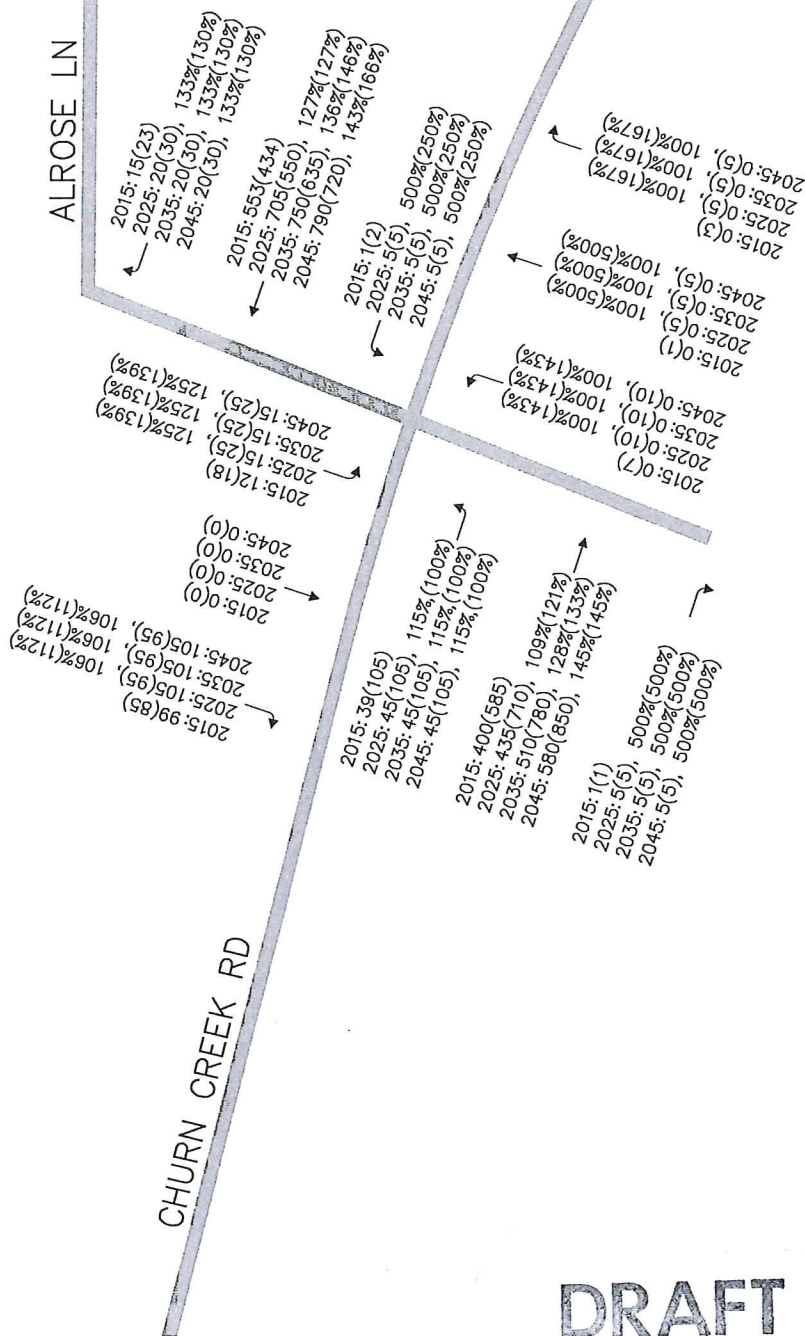 ALROSE LN
2015: 15(23)
2025: 20(30), 133%(130%)
2035: 20(30), 133%(130%)
2045: 20(30), 133%(130%)
2015: 553(434)
2025: 705(550), 127%(127%)
2035: 750(635), 136%(146%)
2045: 790(720), 143%(166%)
2015: 1(2)
2025: 5(5), 500%(250%)
2035: 5(5), 500%(250%)
2045: 5(5), 500%(250%)
2015: 0(3)
2025: 0(5), 100%(167%)
2035: 0(5), 100%(167%)
2045: 0(5), 100%(167%)
2015: 0(1)
2025: 0(5), 100%(500%)
2035: 0(5), 100%(500%)
2045: 0(5), 100%(500%)
2015: 0(7)
2025: 0(10), 100%(143%)
2035: 0(10), 100%(143%)
2045: 0(10), 100%(143%)
2015: 12(18)
2025: 15(25), 125%(139%)
2035: 15(25), 125%(139%)
2045: 15(25), 125%(139%)
2015: 0(0)
2025: 0(0)
2035: 0(0)
2045: 0(0)
2015: 99(85)
2025: 105(95), 106%(112%)
2035: 105(95), 106%(112%)
2045: 105(95), 106%(112%)
2015: 39(105)
2025: 45(105), 115%,(100%)
2035: 45(105), 115%,(100%)
2045: 45(105), 115%,(100%)
2015: 400(585)
2025: 435(710), 109%(121%)
2035: 510(780), 128%(133%)
2045: 580(850), 145%(145%)
2015: 1(1)
2025: 5(5), 500%(500%)
2035: 5(5), 500%(500%)
2045: 5(5), 500%(500%)
CHURN CREEK RD
DRAFT